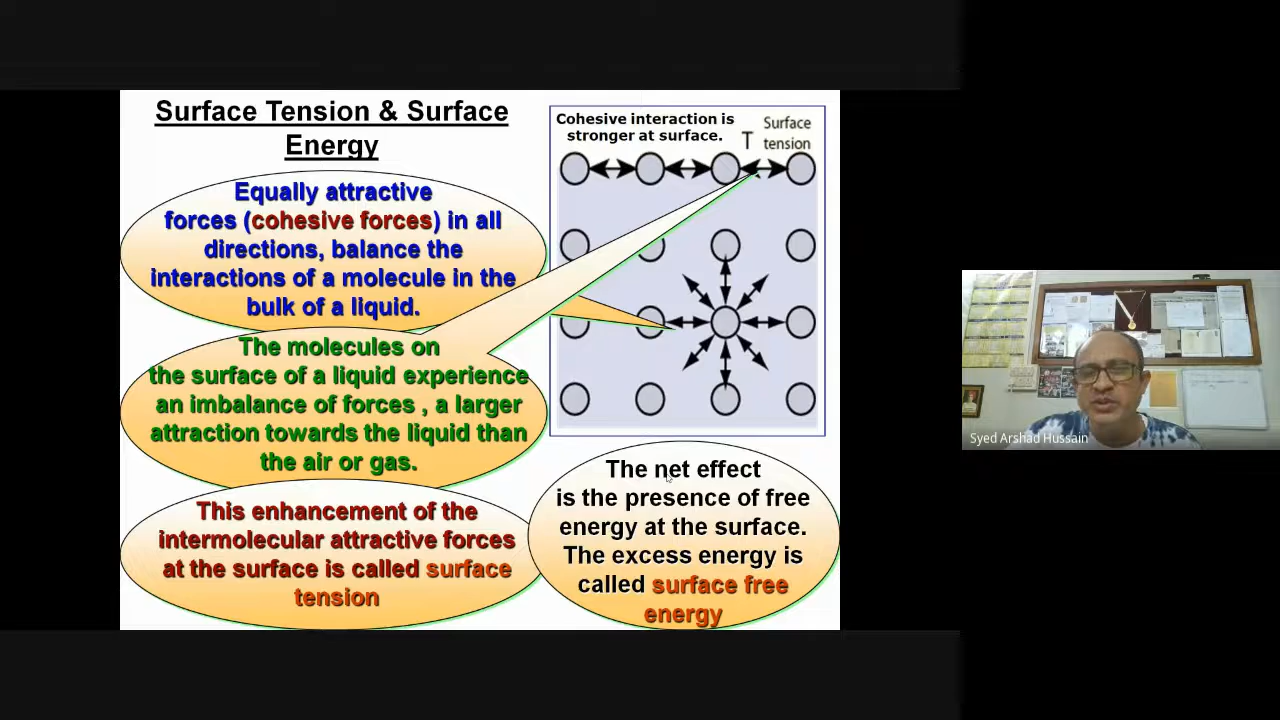 Surface Tension & Surface
Energy
Equally attractive
forces (cohesive forces) in all
directions, balance the
interactions of a molecule in the
bulk of a liquid.
The molecules on
the surface of a liquid experience
an imbalance of forces , a larger
attraction towards the liquid than
the air or gas.
This enhancement of the
intermolecular attractive forces
at the surface is called surface
tension
Cohesive interaction is
stronger at surface.
T
Surface
tension
The net effect
is the presence of free
energy at the surface.
The excess energy is
called surface free
energy
Syed Arshad Hussain